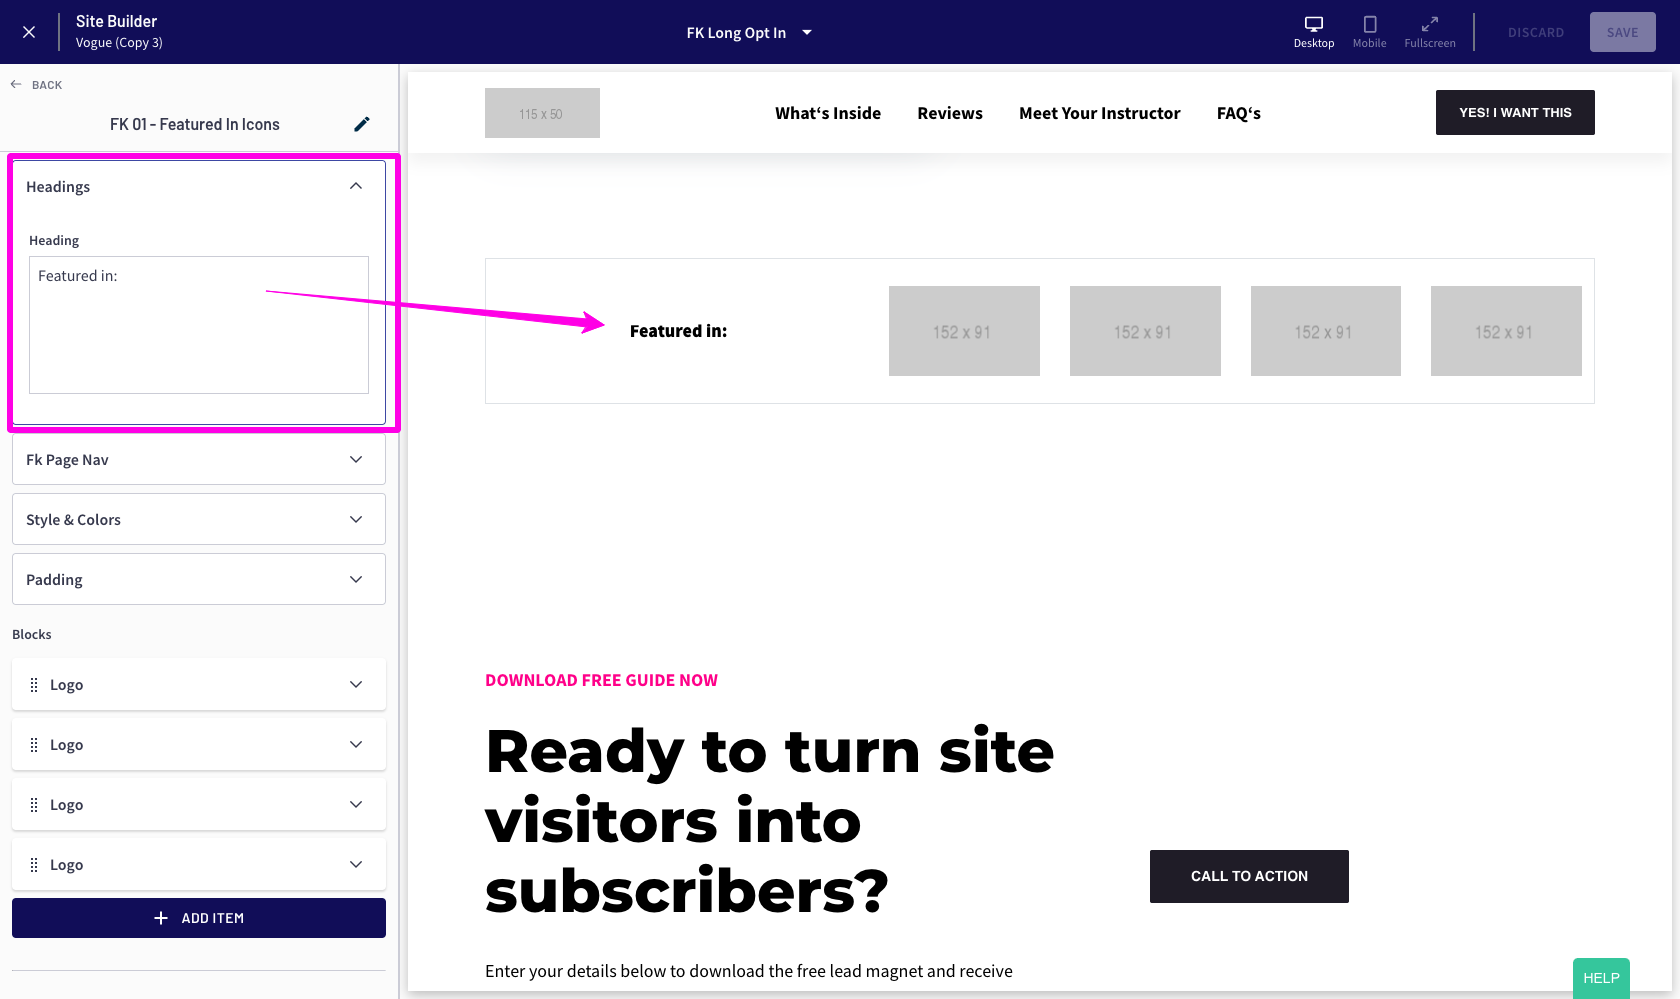 Site Builder
Vogue (Copy 3)
FK Long Opt In
Desktop
Mobile
Fullscreen
DISCARD
SAVE
BACK
FK 01 - Featured In Icons
Headings
Heading
Featured in:
Fk Page Nav
Style & Colors
Padding
Blocks
Logo
Logo
Logo
Logo
ADD ITEM
115 x 50
What‘s Inside
Reviews
Meet Your Instructor
FAQ‘s
YES! I WANT THIS
Featured in:
152 x 91
152 x 91
152 x 91
152 x 91
DOWNLOAD FREE GUIDE NOW
Ready to turn site
visitors into
subscribers?
CALL TO ACTION
Enter your details below to download the free lead magnet and receive
HELP